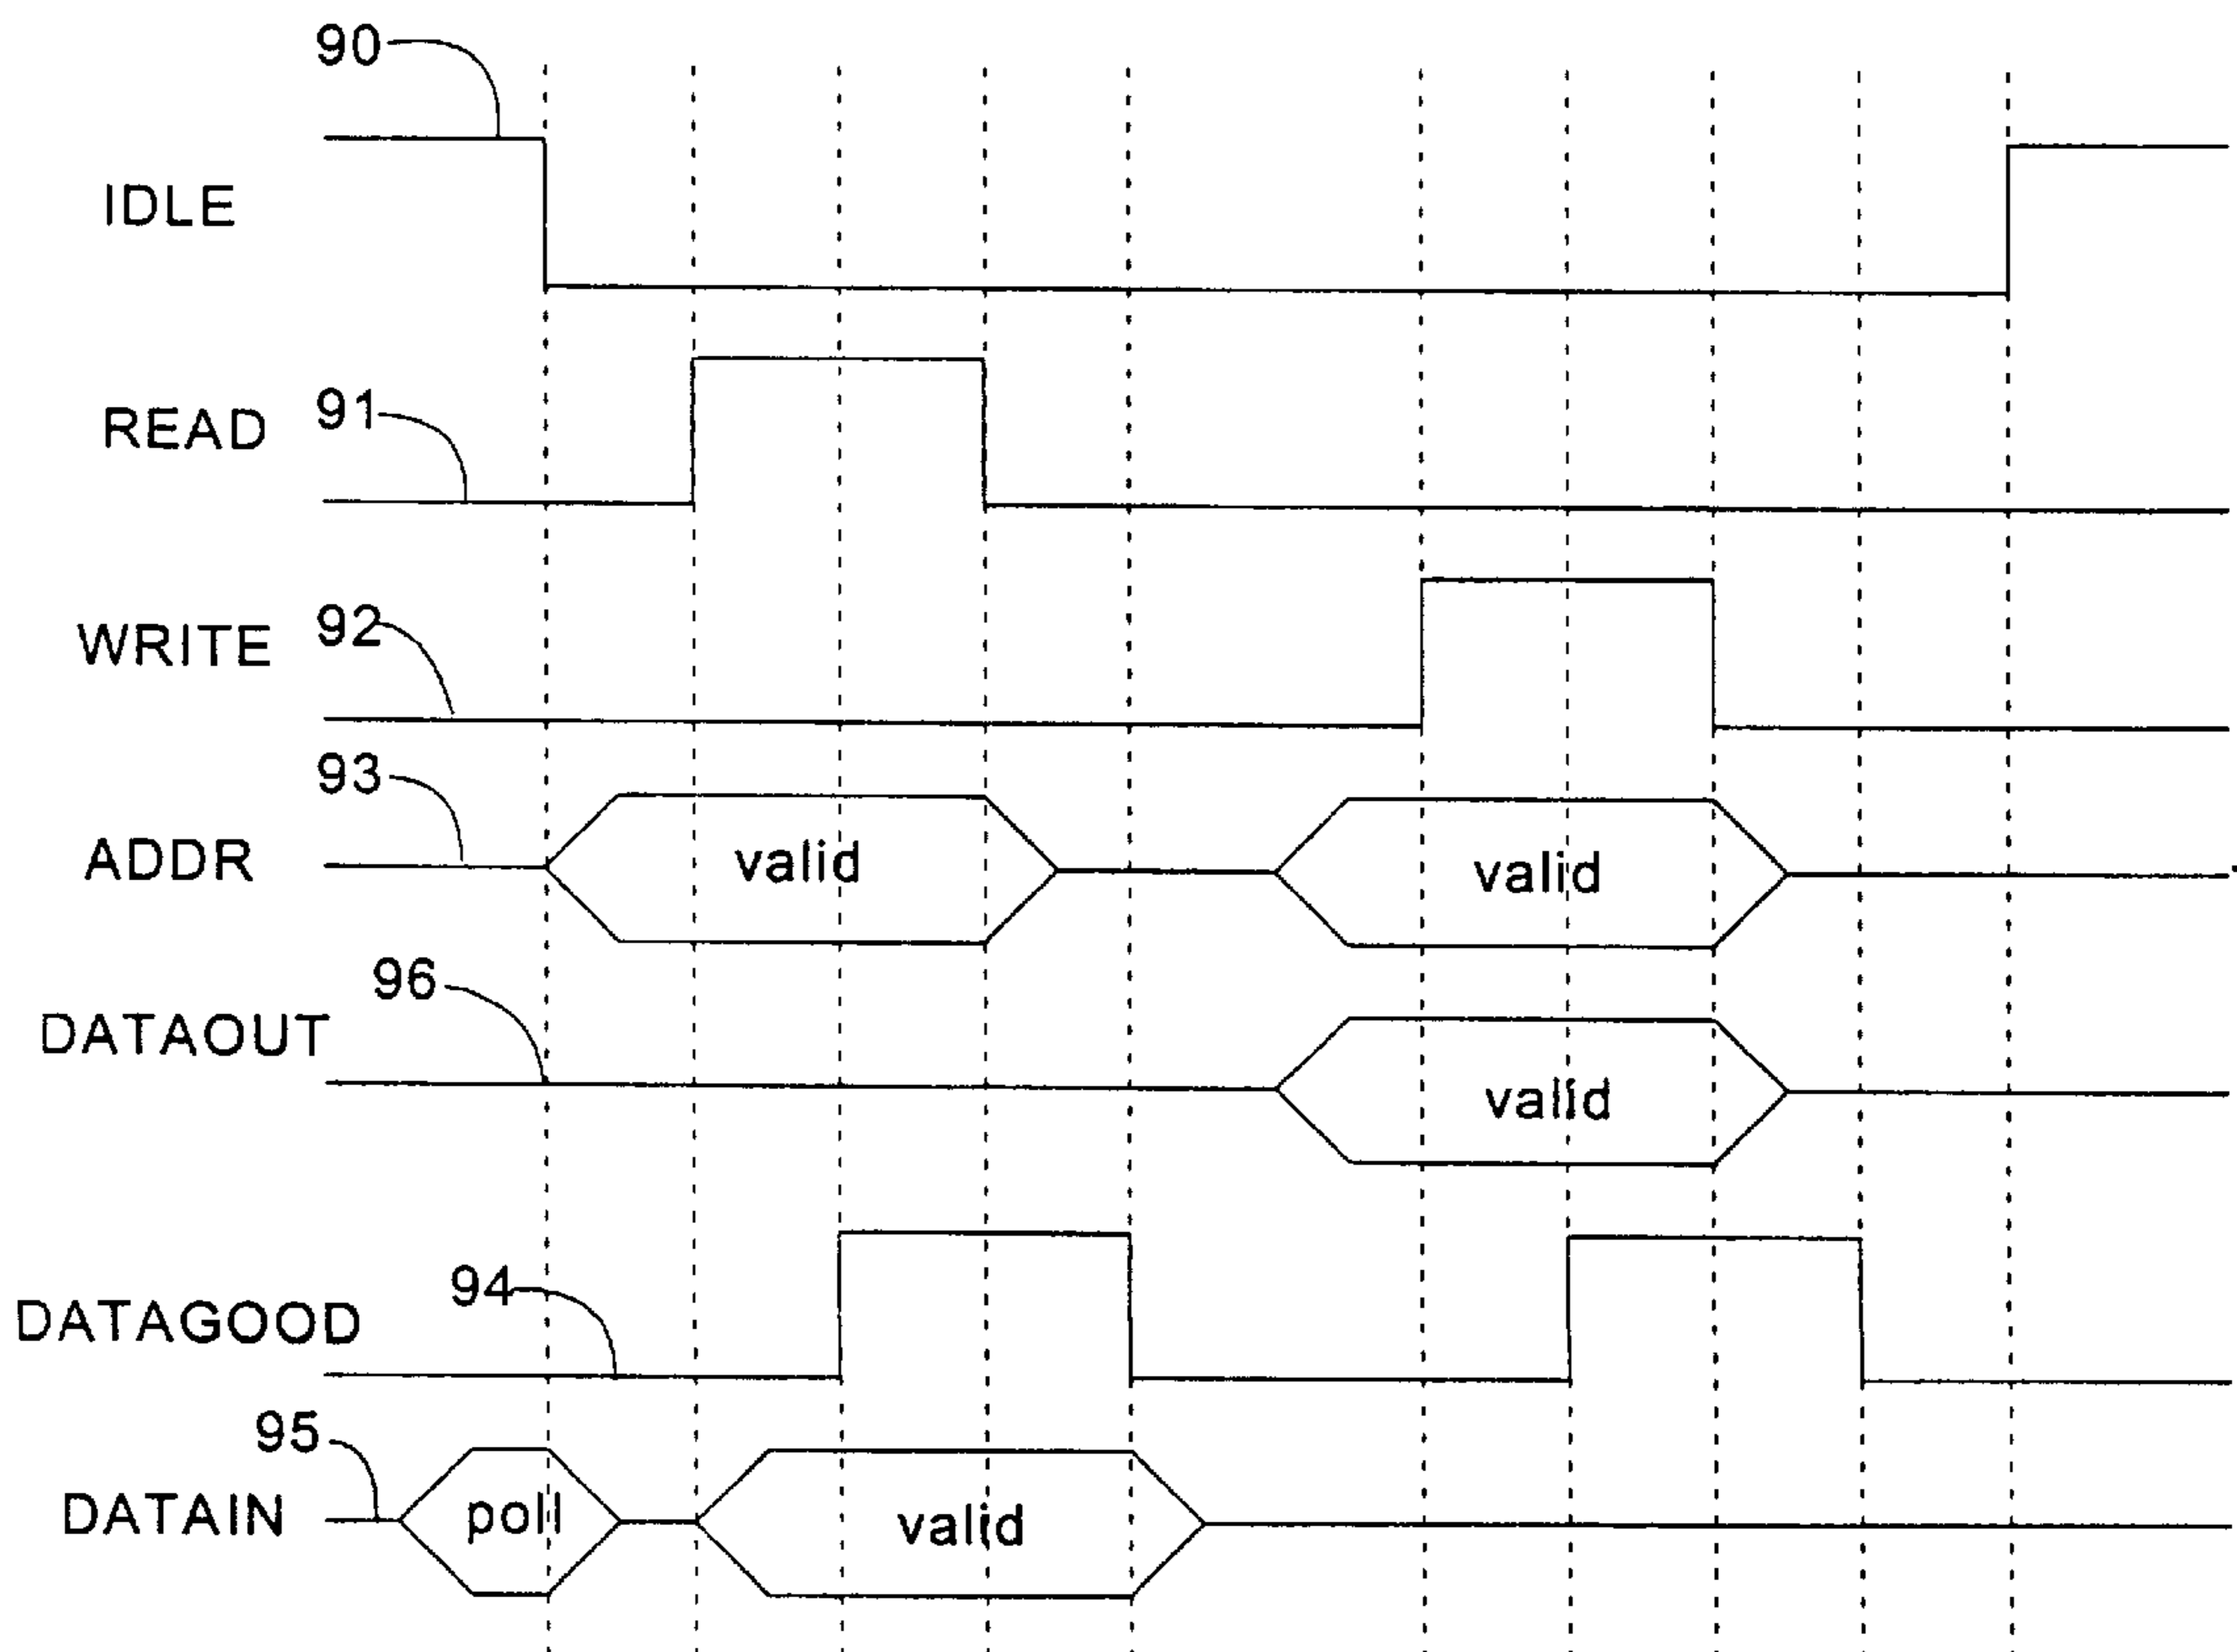 90
IDLE
READ 91
WRITE 92
93
ADDR valid valid
96
DATAOUT valid
94
DATAGOOD
95
DATAIN poll valid